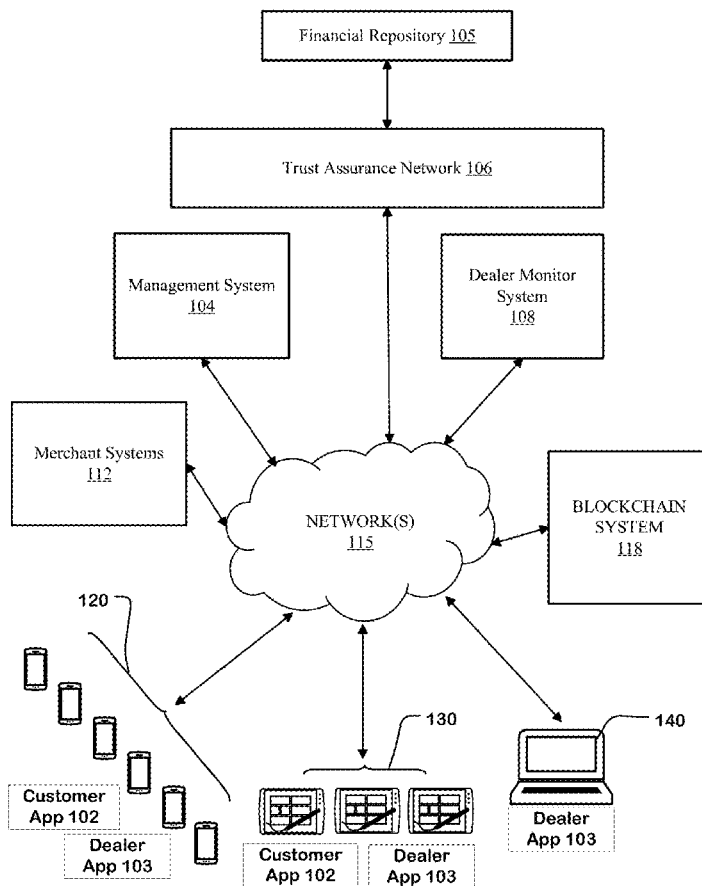 Financial Repository 105
Trust Assurance Network 106
Management System
104
Dealer Monitor
System
108
Merchant Systems
112
NETWORK(S)
115
BLOCKCHAIN
SYSTEM
118
120
130
140
Customer
App 102
Dealer
App 103
Customer
App 102
Dealer
App 103
Dealer
App 103